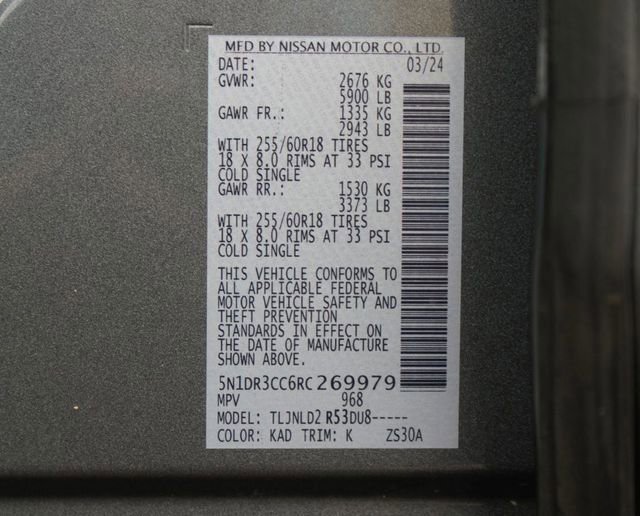 MFD BY NISSAN MOTOR CO., LTD.
DATE: 03/24
GVWR: 2676 KG
5900 LB
GAWR FR.: 1335 KG
2943 LB
WITH 255/60R18 TIRES
18 X 8.0 RIMS AT 33 PSI
COLD SINGLE
GAWR RR.: 1530 KG
3373 LB
WITH 255/60R18 TIRES
18 X 8.0 RIMS AT 33 PSI
COLD SINGLE
THIS VEHICLE CONFORMS TO
ALL APPLICABLE FEDERAL
MOTOR VEHICLE SAFETY AND
THEFT PREVENTION
STANDARDS IN EFFECT ON
THE DATE OF MANUFACTURE
SHOWN ABOVE.
5N1DR3CC6RC269979
MPV 968
MODEL: TLJNLD2 R53DU8-----
COLOR: KAD TRIM: K ZS30A